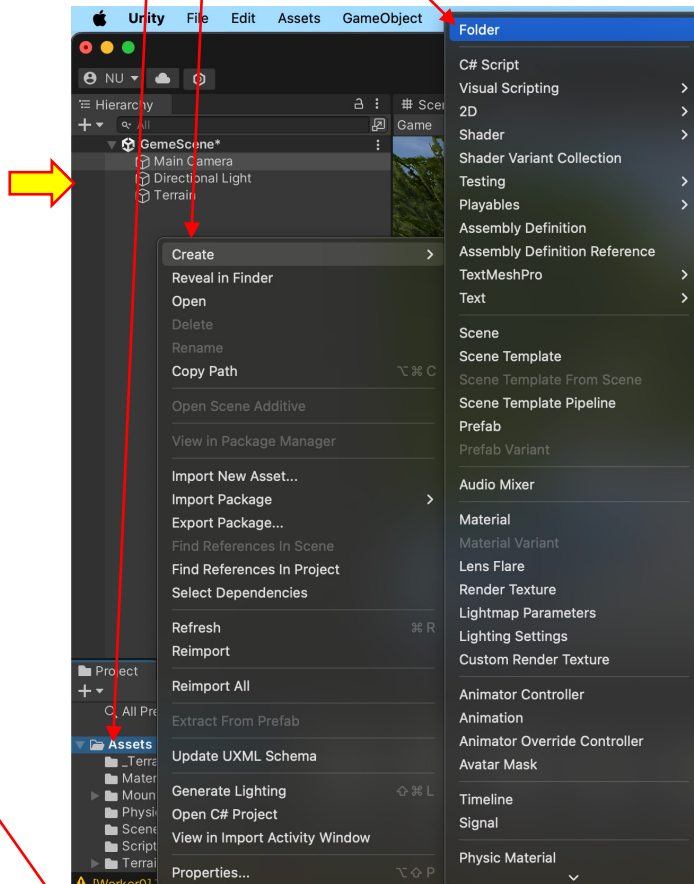 Unity File Edit Assets GameObject
NU
Hierarchy
All
# Scen
Game
GemeScene*
Main Camera
Directional Light
Terrain
Create
Reveal in Finder
Open
Delete
Rename
Copy Path ⌥⌘C
Open Scene Additive
View in Package Manager
Import New Asset...
Import Package
Export Package...
Find References In Scene
Find References In Project
Select Dependencies
Refresh ⌘R
Reimport
Reimport All
Extract From Prefab
Update UXML Schema
Generate Lighting ⇧⌘L
Open C# Project
View in Import Activity Window
Properties... ⌥⇧P
Folder
C# Script
Visual Scripting
2D
Shader
Shader Variant Collection
Testing
Playables
Assembly Definition
Assembly Definition Reference
TextMeshPro
Text
Scene
Scene Template
Scene Template From Scene
Scene Template Pipeline
Prefab
Prefab Variant
Audio Mixer
Material
Material Variant
Lens Flare
Render Texture
Lightmap Parameters
Lighting Settings
Custom Render Texture
Animator Controller
Animation
Animator Override Controller
Avatar Mask
Timeline
Signal
Physic Material
Project
All Pre
Assets
_Terra
Mater
Moun
Physi
Scene
Script
Terrai
[Worker0]